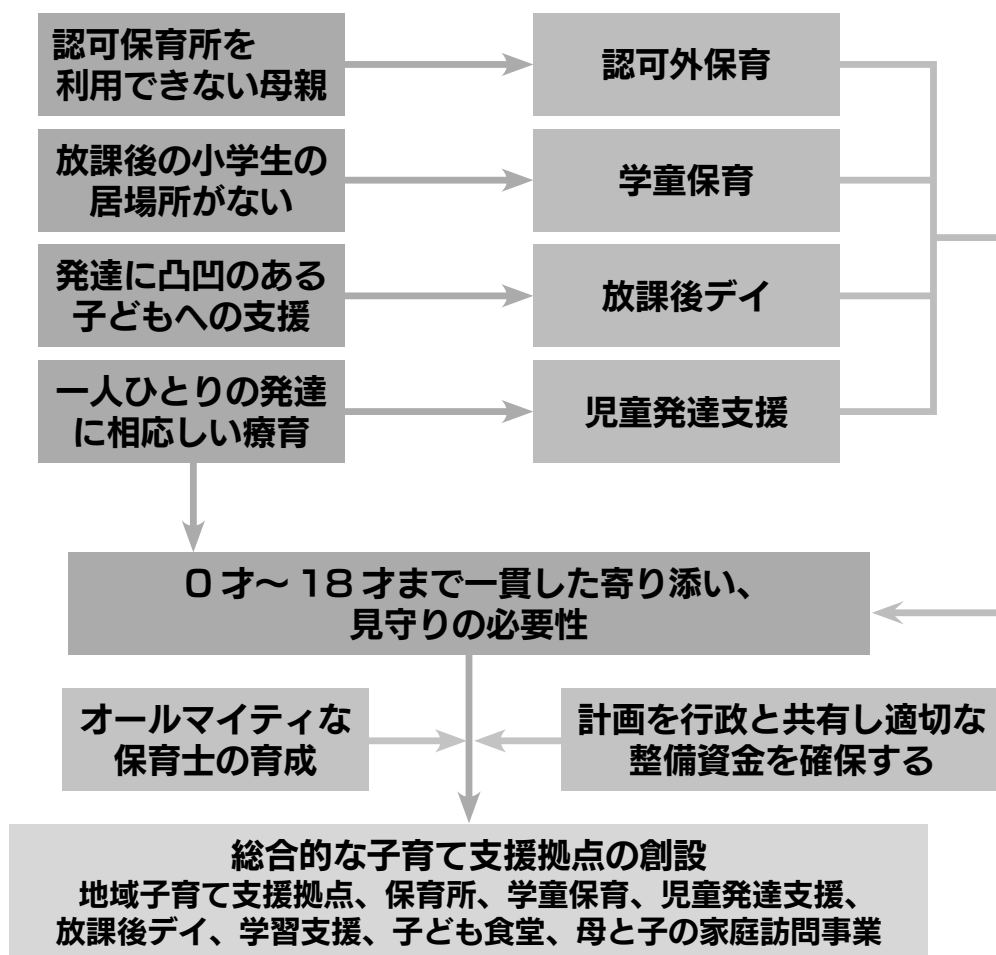 認可保育所を
利用できない母親
認可外保育
放課後の小学生の
居場所がない
学童保育
発達に凸凹のある
子どもへの支援
放課後デイ
一人ひとりの発達
に相応しい療育
児童発達支援
0才〜18才まで一貫した寄り添い、
見守りの必要性
オールマイティな
保育士の育成
計画を行政と共有し適切な
整備資金を確保する
総合的な子育て支援拠点の創設
地域子育て支援拠点、保育所、学童保育、児童発達支援、
放課後デイ、学習支援、子ども食堂、母と子の家庭訪問事業